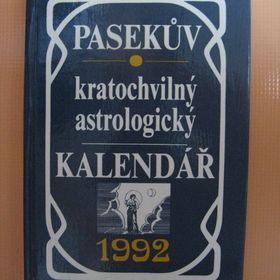 PASEKŮV
kratochvilný
astrologický
KALENDÁŘ
1992